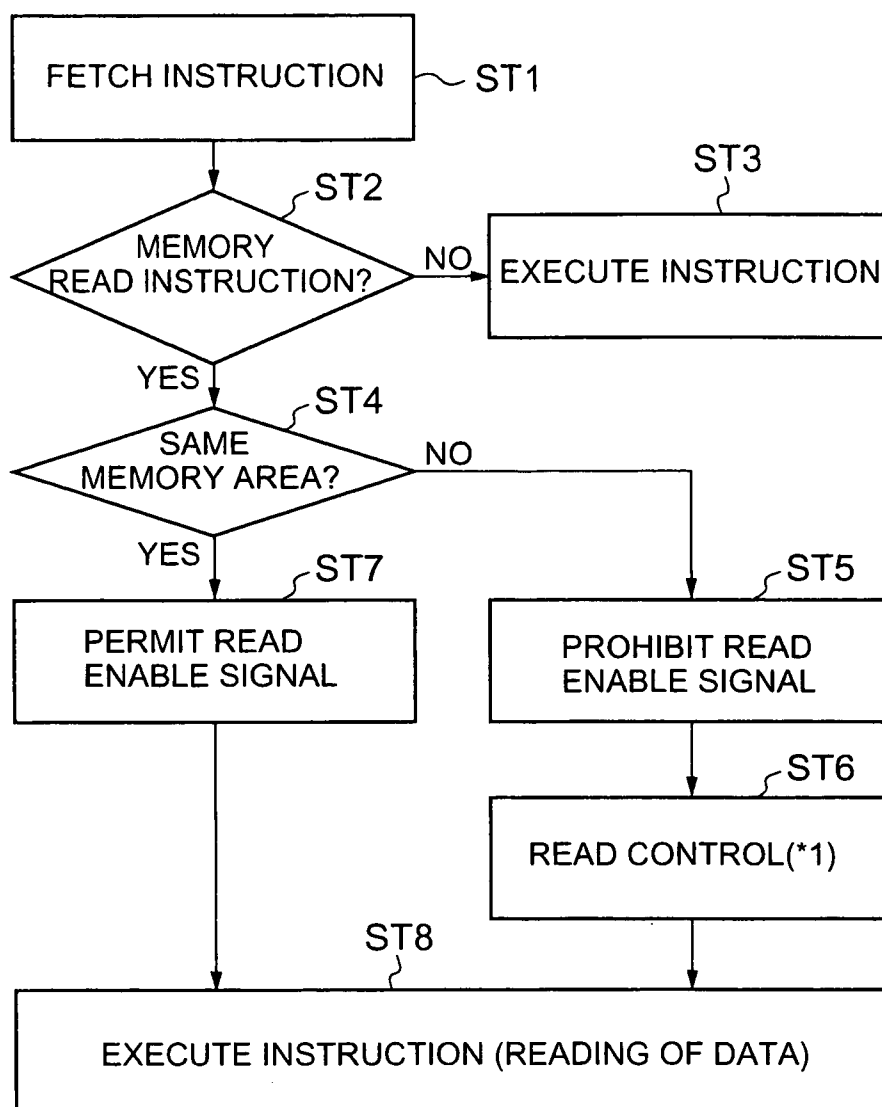 FETCH INSTRUCTION
ST1
ST2
MEMORY
READ INSTRUCTION?
NO
ST3
EXECUTE INSTRUCTION
YES
ST4
SAME
MEMORY AREA?
NO
YES
ST7
PERMIT READ
ENABLE SIGNAL
ST5
PROHIBIT READ
ENABLE SIGNAL
ST6
READ CONTROL(*1)
ST8
EXECUTE INSTRUCTION (READING OF DATA)